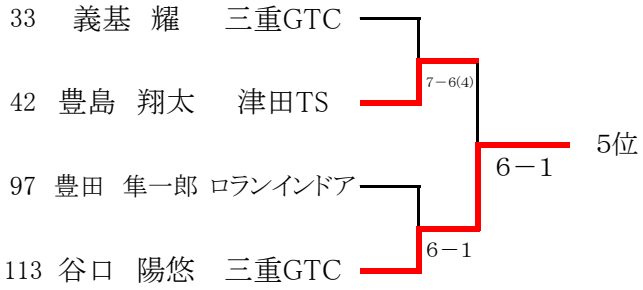 33 義基 耀 三重GTC
7-6(4)
42 豊島 翔太 津田TS
5位
6-1
97 豊田 隼一郎 ロランインドア
6-1
113 谷口 陽悠 三重GTC